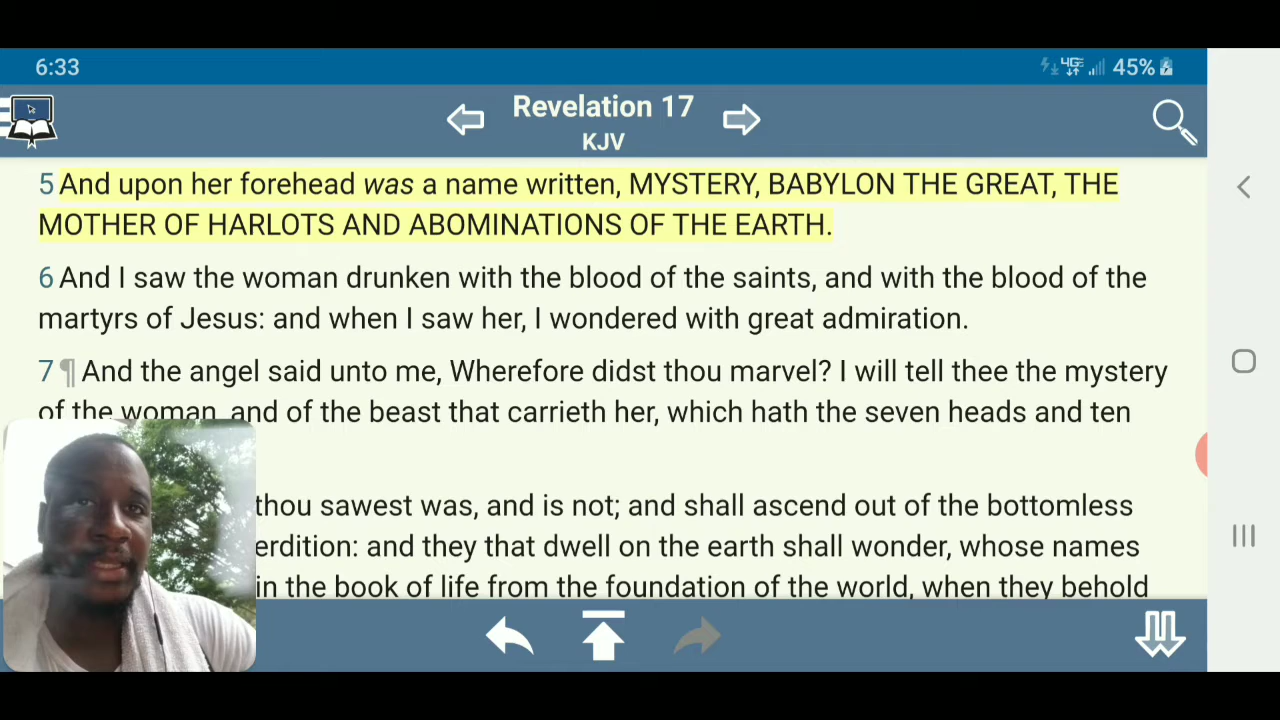 6:33
4G 45%
Revelation 17
KJV
5 And upon her forehead was a name written, MYSTERY, BABYLON THE GREAT, THE
MOTHER OF HARLOTS AND ABOMINATIONS OF THE EARTH.
6 And I saw the woman drunken with the blood of the saints, and with the blood of the
martyrs of Jesus: and when I saw her, I wondered with great admiration.
7 ¶ And the angel said unto me, Wherefore didst thou marvel? I will tell thee the mystery
of the woman, and of the beast that carrieth her, which hath the seven heads and ten
thou sawest was, and is not; and shall ascend out of the bottomless
erdition: and they that dwell on the earth shall wonder, whose names
in the book of life from the foundation of the world, when they behold